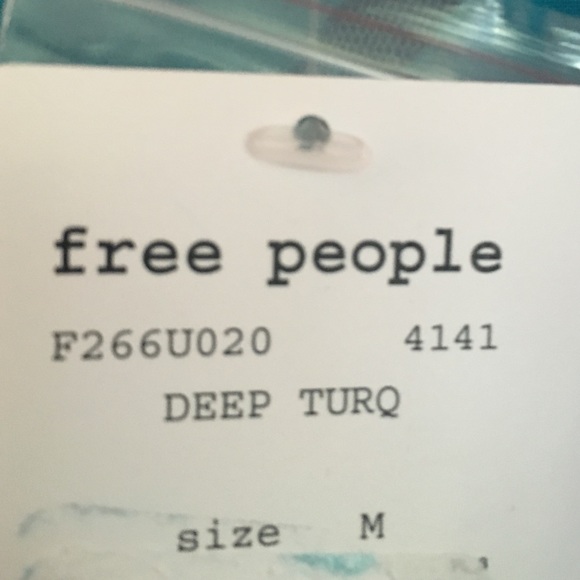 free people
F266U020 4141
DEEP TURQ
size M